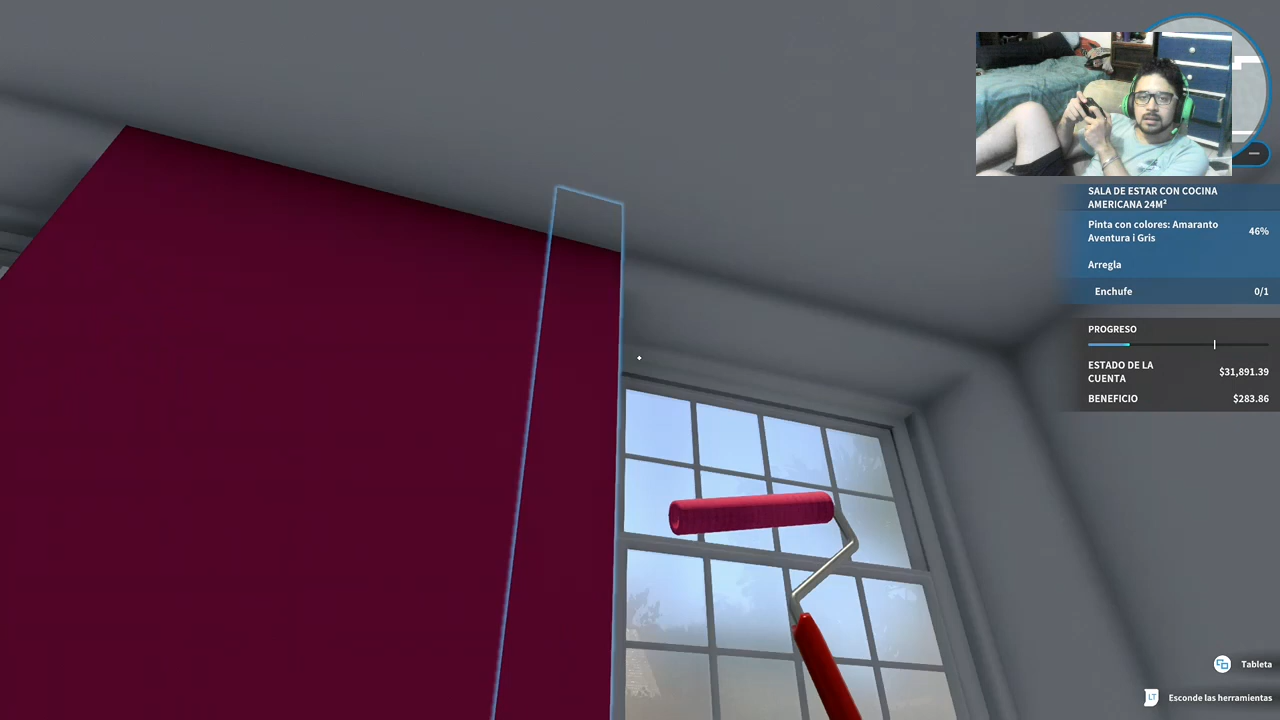 SALA DE ESTAR CON COCINA
AMERICANA 24M²
Pinta con colores: Amaranto
Aventura i Gris
46%
Arregla
Enchufe 0/1
PROGRESO
ESTADO DE LA
CUENTA
$31,891.39
BENEFICIO $283.86
Tableta
LT Esconde las herramientas